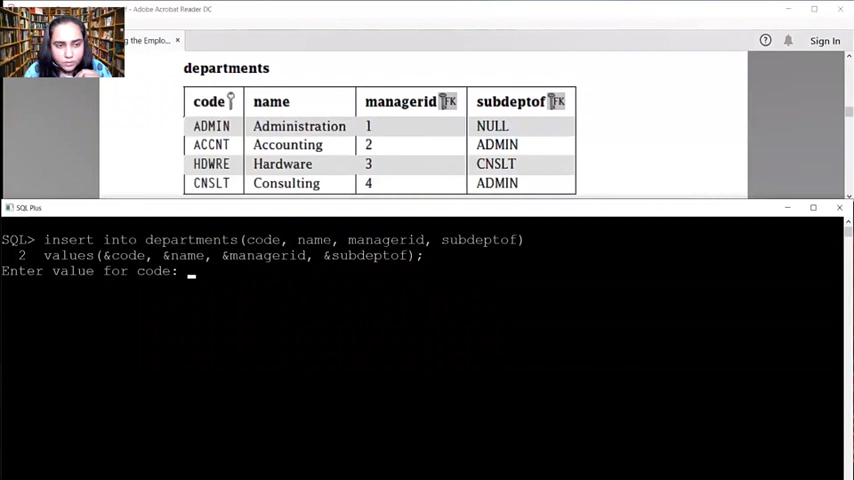 f - Adobe Acrobat Reader DC
ng the Emplo... ×
Sign In
departments
code name managerid FK subdeptof FK
ADMIN Administration 1 NULL
ACCNT Accounting 2 ADMIN
HDWRE Hardware 3 CNSLT
CNSLT Consulting 4 ADMIN
SQL Plus
SQL> insert into departments(code, name, managerid, subdeptof)
2 values(&code, &name, &managerid, &subdeptof);
Enter value for code: